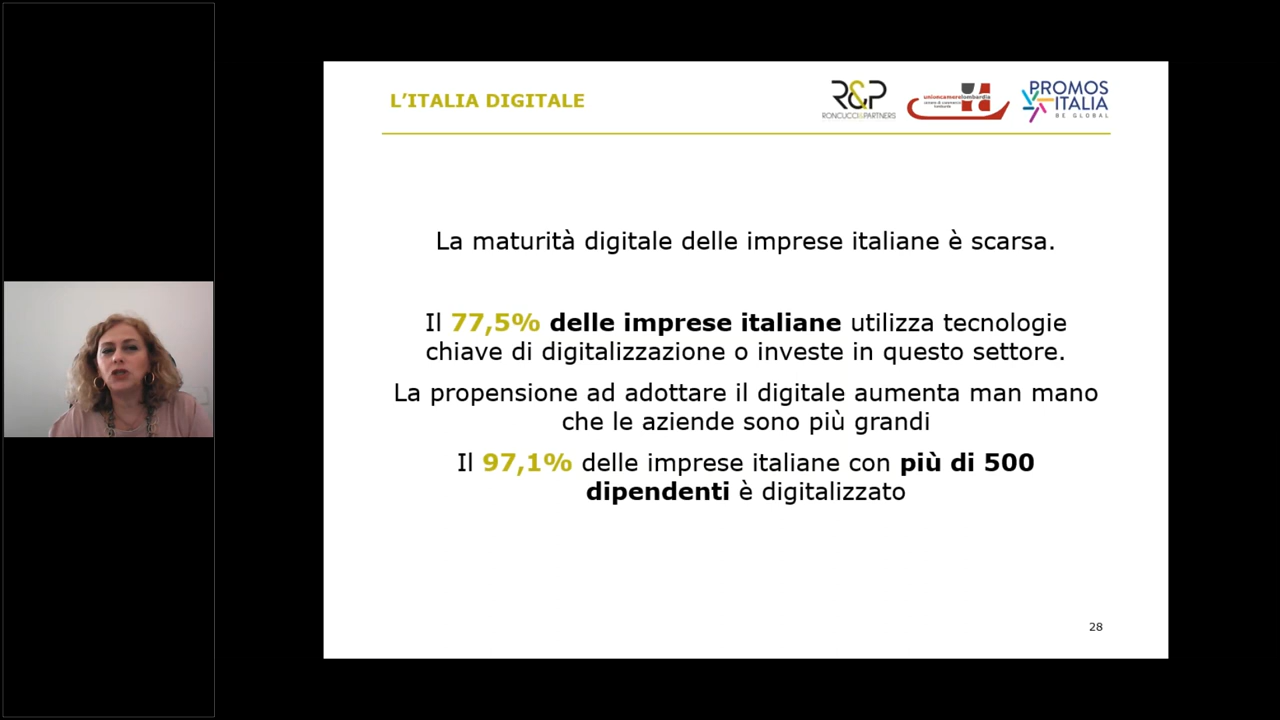 L'ITALIA DIGITALE
R&P
RONCUCCI&PARTNERS
unioncamerelombardia
PROMOS
ITALIA
BE GLOBAL
La maturità digitale delle imprese italiane è scarsa.
Il 77,5% delle imprese italiane utilizza tecnologie
chiave di digitalizzazione o investe in questo settore.
La propensione ad adottare il digitale aumenta man mano
che le aziende sono più grandi
Il 97,1% delle imprese italiane con più di 500
dipendenti è digitalizzato
28